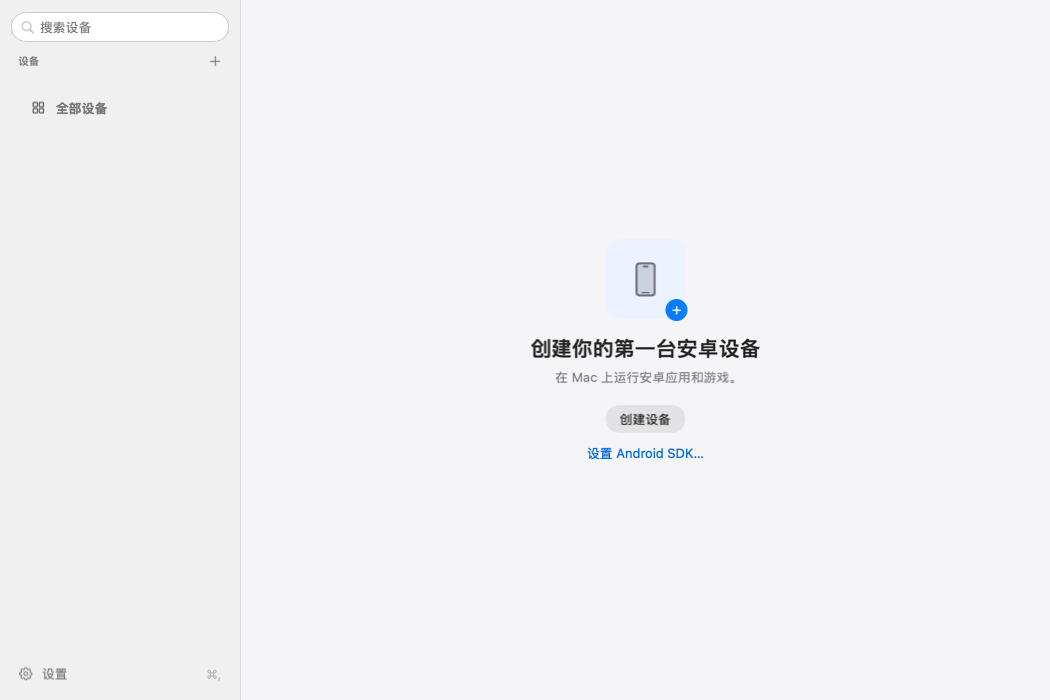 搜索设备
设备
全部设备
创建你的第一台安卓设备
在 Mac 上运行安卓应用和游戏。
创建设备
设置 Android SDK...
设置
⌘,